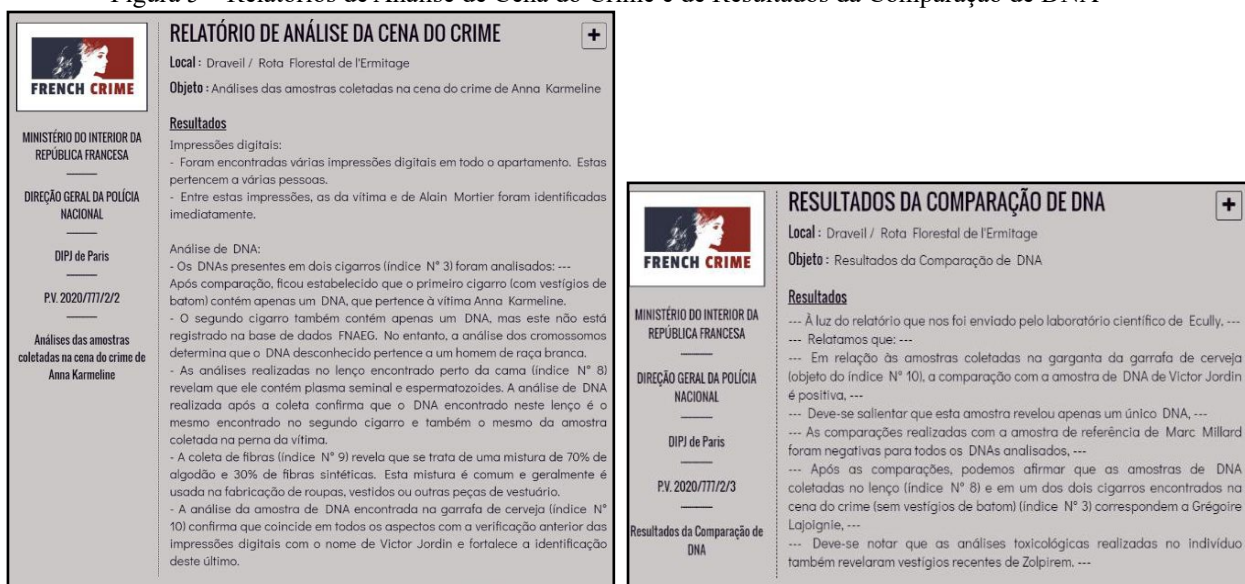 Figura 3 – Relatórios de Análise de Cena do Crime e de Resultados da Comparação de DNA
FRENCH CRIME
MINISTÉRIO DO INTERIOR DA
REPÚBLICA FRANCESA
DIREÇÃO GERAL DA POLÍCIA
NACIONAL
DIPJ de Paris
P.V. 2020/777/2/2
Análises das amostras
coletadas na cena do crime de
Anna Karmeline
RELATÓRIO DE ANÁLISE DA CENA DO CRIME
+
Local : Draveil / Rota Florestal de l'Ermitage
Objeto : Análises das amostras coletadas na cena do crime de Anna Karmeline
Resultados
Impressões digitais:
- Foram encontradas várias impressões digitais em todo o apartamento. Estas
pertencem a várias pessoas.
- Entre estas impressões, as da vítima e de Alain Mortier foram identificadas
imediatamente.
Análise de DNA:
- Os DNAs presentes em dois cigarros (índice N° 3) foram analisados: ---
Após comparação, ficou estabelecido que o primeiro cigarro (com vestígios de
batom) contém apenas um DNA, que pertence à vítima Anna Karmeline.
- O segundo cigarro também contém apenas um DNA, mas este não está
registrado na base de dados FNAEG. No entanto, a análise dos cromossomos
determina que o DNA desconhecido pertence a um homem de raça branca.
- As análises realizadas no lenço encontrado perto da cama (índice N° 8)
revelam que ele contém plasma seminal e espermatozoides. A análise de DNA
realizada após a coleta confirma que o DNA encontrado neste lenço é o
mesmo encontrado no segundo cigarro e também o mesmo da amostra
coletada na perna da vítima.
- A coleta de fibras (índice N° 9) revela que se trata de uma mistura de 70% de
algodão e 30% de fibras sintéticas. Esta mistura é comum e geralmente é
usada na fabricação de roupas, vestidos ou outras peças de vestuário.
- A análise da amostra de DNA encontrada na garrafa de cerveja (índice N°
10) confirma que coincide em todos os aspectos com a verificação anterior das
impressões digitais com o nome de Victor Jordin e fortalece a identificação
deste último.
FRENCH CRIME
MINISTÉRIO DO INTERIOR DA
REPÚBLICA FRANCESA
DIREÇÃO GERAL DA POLÍCIA
NACIONAL
DIPJ de Paris
P.V. 2020/777/2/3
Resultados da Comparação de
DNA
RESULTADOS DA COMPARAÇÃO DE DNA
+
Local : Draveil / Rota Florestal de l'Ermitage
Objeto : Resultados da Comparação de DNA
Resultados
--- À luz do relatório que nos foi enviado pelo laboratório científico de Ecully, ---
--- Relatamos que: ---
--- Em relação às amostras coletadas na garganta da garrafa de cerveja
(objeto do índice N° 10), a comparação com a amostra de DNA de Victor Jordin
é positiva, ---
--- Deve-se salientar que esta amostra revelou apenas um único DNA, ---
--- As comparações realizadas com a amostra de referência de Marc Millard
foram negativas para todos os DNAs analisados, ---
--- Após as comparações, podemos afirmar que as amostras de DNA
coletadas no lenço (índice N° 8) e em um dos dois cigarros encontrados na
cena do crime (sem vestígios de batom) (índice N° 3) correspondem a Grégoire
Lajoignie, ---
--- Deve-se notar que as análises toxicológicas realizadas no indivíduo
também revelaram vestígios recentes de Zolpirem. ---